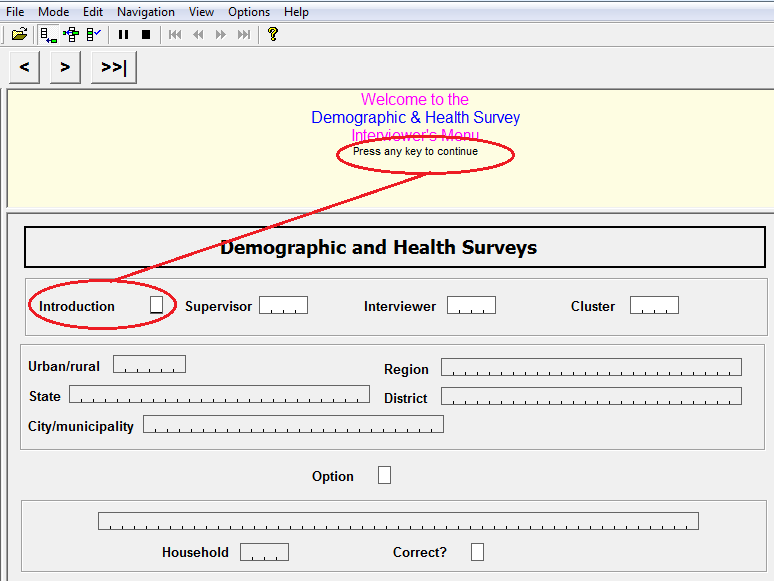 File Mode Edit Navigation View Options Help
< > >>|
Welcome to the
Demographic & Health Survey
Interviewer's Menu
Press any key to continue
Demographic and Health Surveys
Introduction Supervisor Interviewer Cluster
Urban/rural Region
State District
City/municipality
Option
Household Correct?